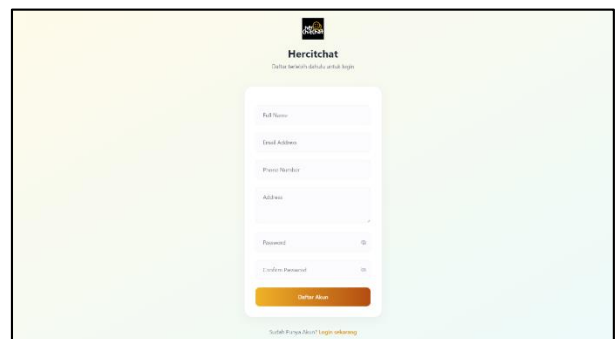 Hercitchat
Daftar terlebih dahulu untuk login
Full Name
Email Address
Phone Number
Address
Password
Confirm Password
Daftar Akun
Sudah Punya Akun? Login sekarang